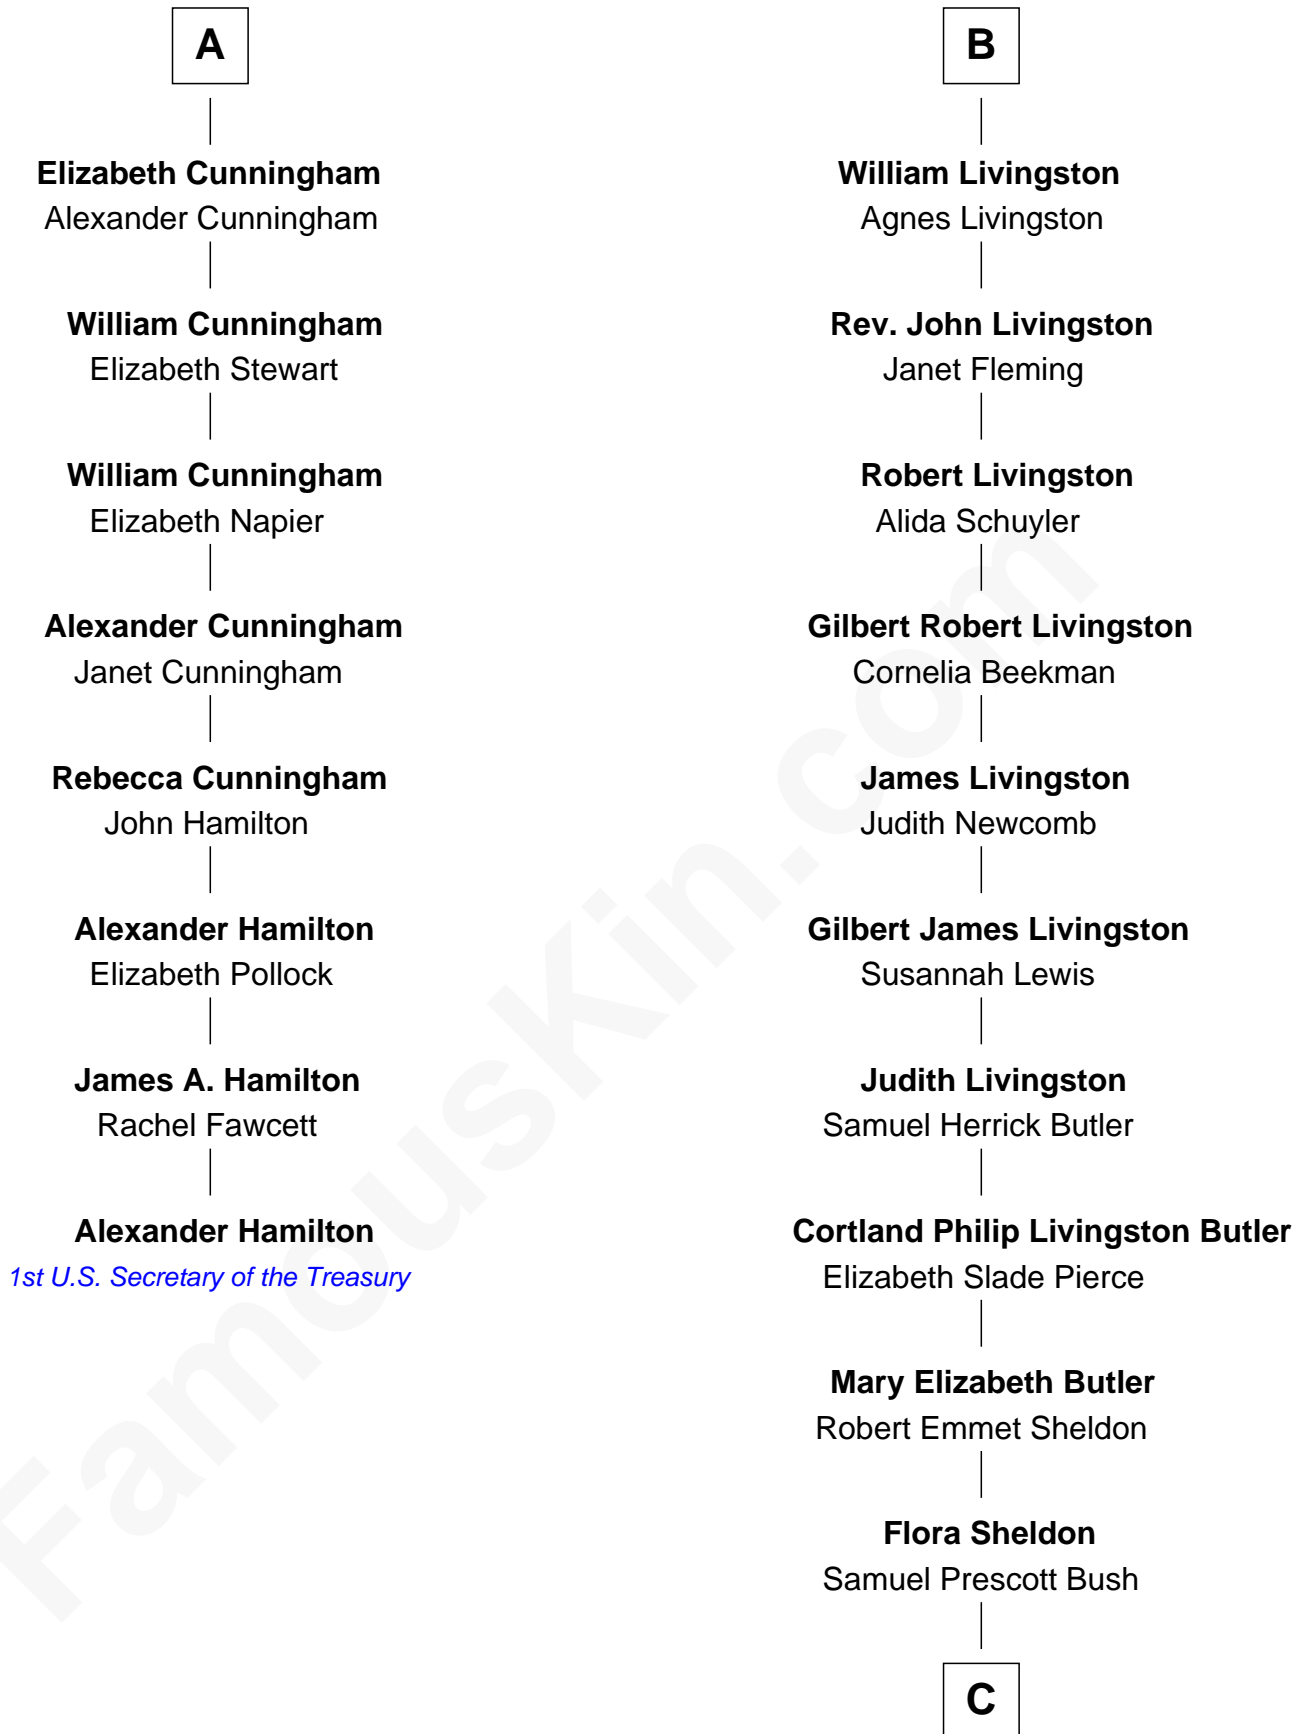 A
Elizabeth Cunningham
Alexander Cunningham
William Cunningham
Elizabeth Stewart
William Cunningham
Elizabeth Napier
Alexander Cunningham
Janet Cunningham
Rebecca Cunningham
John Hamilton
Alexander Hamilton
Elizabeth Pollock
James A. Hamilton
Rachel Fawcett
Alexander Hamilton
1st U.S. Secretary of the Treasury
B
William Livingston
Agnes Livingston
Rev. John Livingston
Janet Fleming
Robert Livingston
Alida Schuyler
Gilbert Robert Livingston
Cornelia Beekman
James Livingston
Judith Newcomb
Gilbert James Livingston
Susannah Lewis
Judith Livingston
Samuel Herrick Butler
Cortland Philip Livingston Butler
Elizabeth Slade Pierce
Mary Elizabeth Butler
Robert Emmet Sheldon
Flora Sheldon
Samuel Prescott Bush
C
FamousKin.com